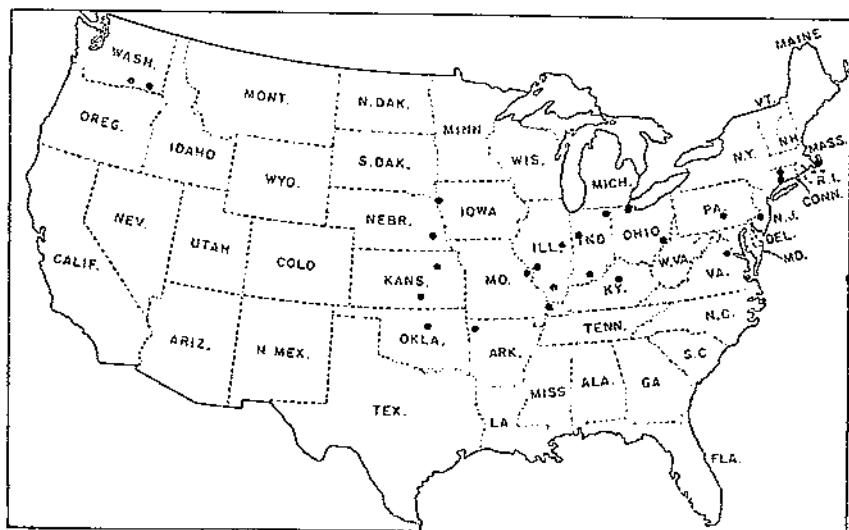 MAINE
WASH.
VT.
MONT.
N.DAK.
MINN
N.H.
OREG.
N.Y.
MASS.
IDAHO
S.DAK.
WIS.
MICH.
R.I.
CONN.
WYO.
NEBR.
IOWA
PA.
N.J.
NEV.
UTAH
ILL.
IND
OHIO
DEL.
COLO
W.VA.
MD.
CALIF.
KANS.
MO.
VA.
KY.
N.C.
TENN.
ARIZ.
N MEX.
OKLA.
ARK.
S.C
MISS
ALA.
GA
TEX.
LA
FLA.